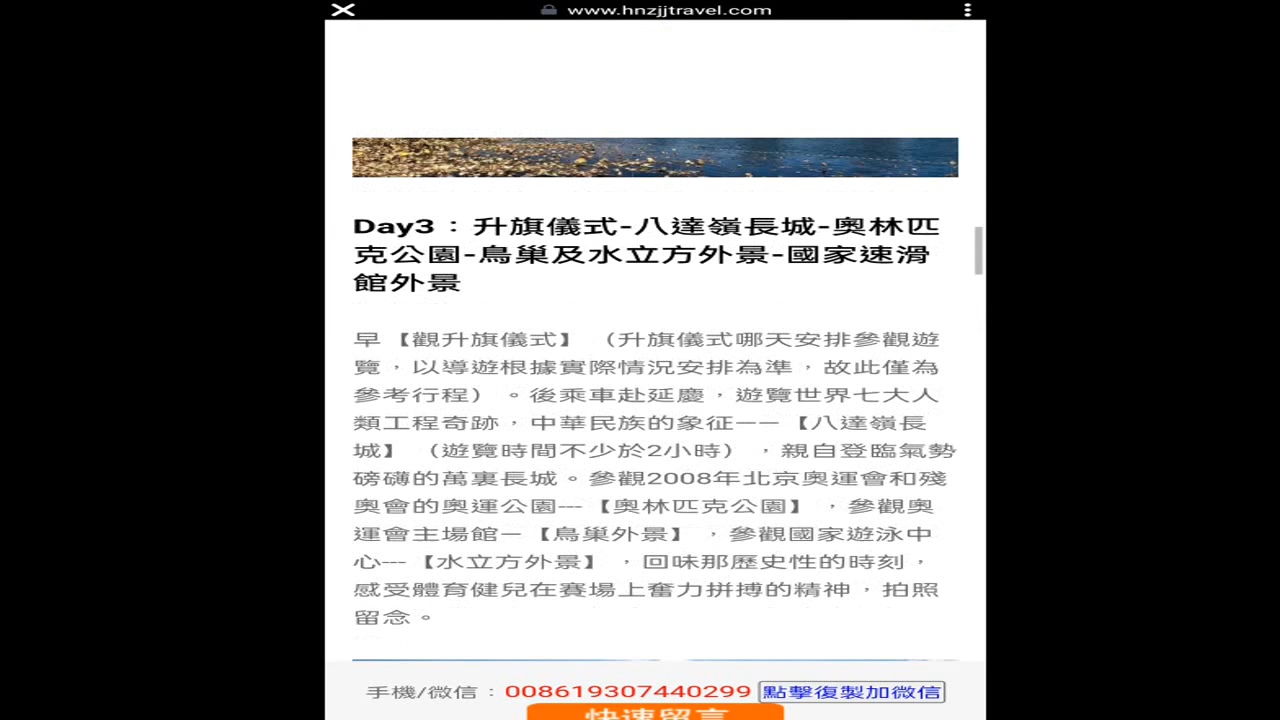 www.hnzjjtravel.com
Day3：升旗儀式-八達嶺長城-奧林匹
克公園-鳥巢及水立方外景-國家速滑
館外景
早【觀升旗儀式】（升旗儀式哪天安排參觀遊
覽，以導遊根據實際情況安排為準，故此僅為
參考行程）。後乘車赴延慶，遊覽世界七大人
類工程奇跡，中華民族的象征——【八達嶺長
城】（遊覽時間不少於2小時），親自登臨氣勢
磅礴的萬裏長城。參觀2008年北京奧運會和殘
奧會的奧運公園---【奧林匹克公園】，參觀奧
運會主場館—【鳥巢外景】，參觀國家遊泳中
心---【水立方外景】，回味那歷史性的時刻，
感受體育健兒在賽場上奮力拼搏的精神，拍照
留念。
手機/微信：008619307440299 點擊復製加微信
快速留言